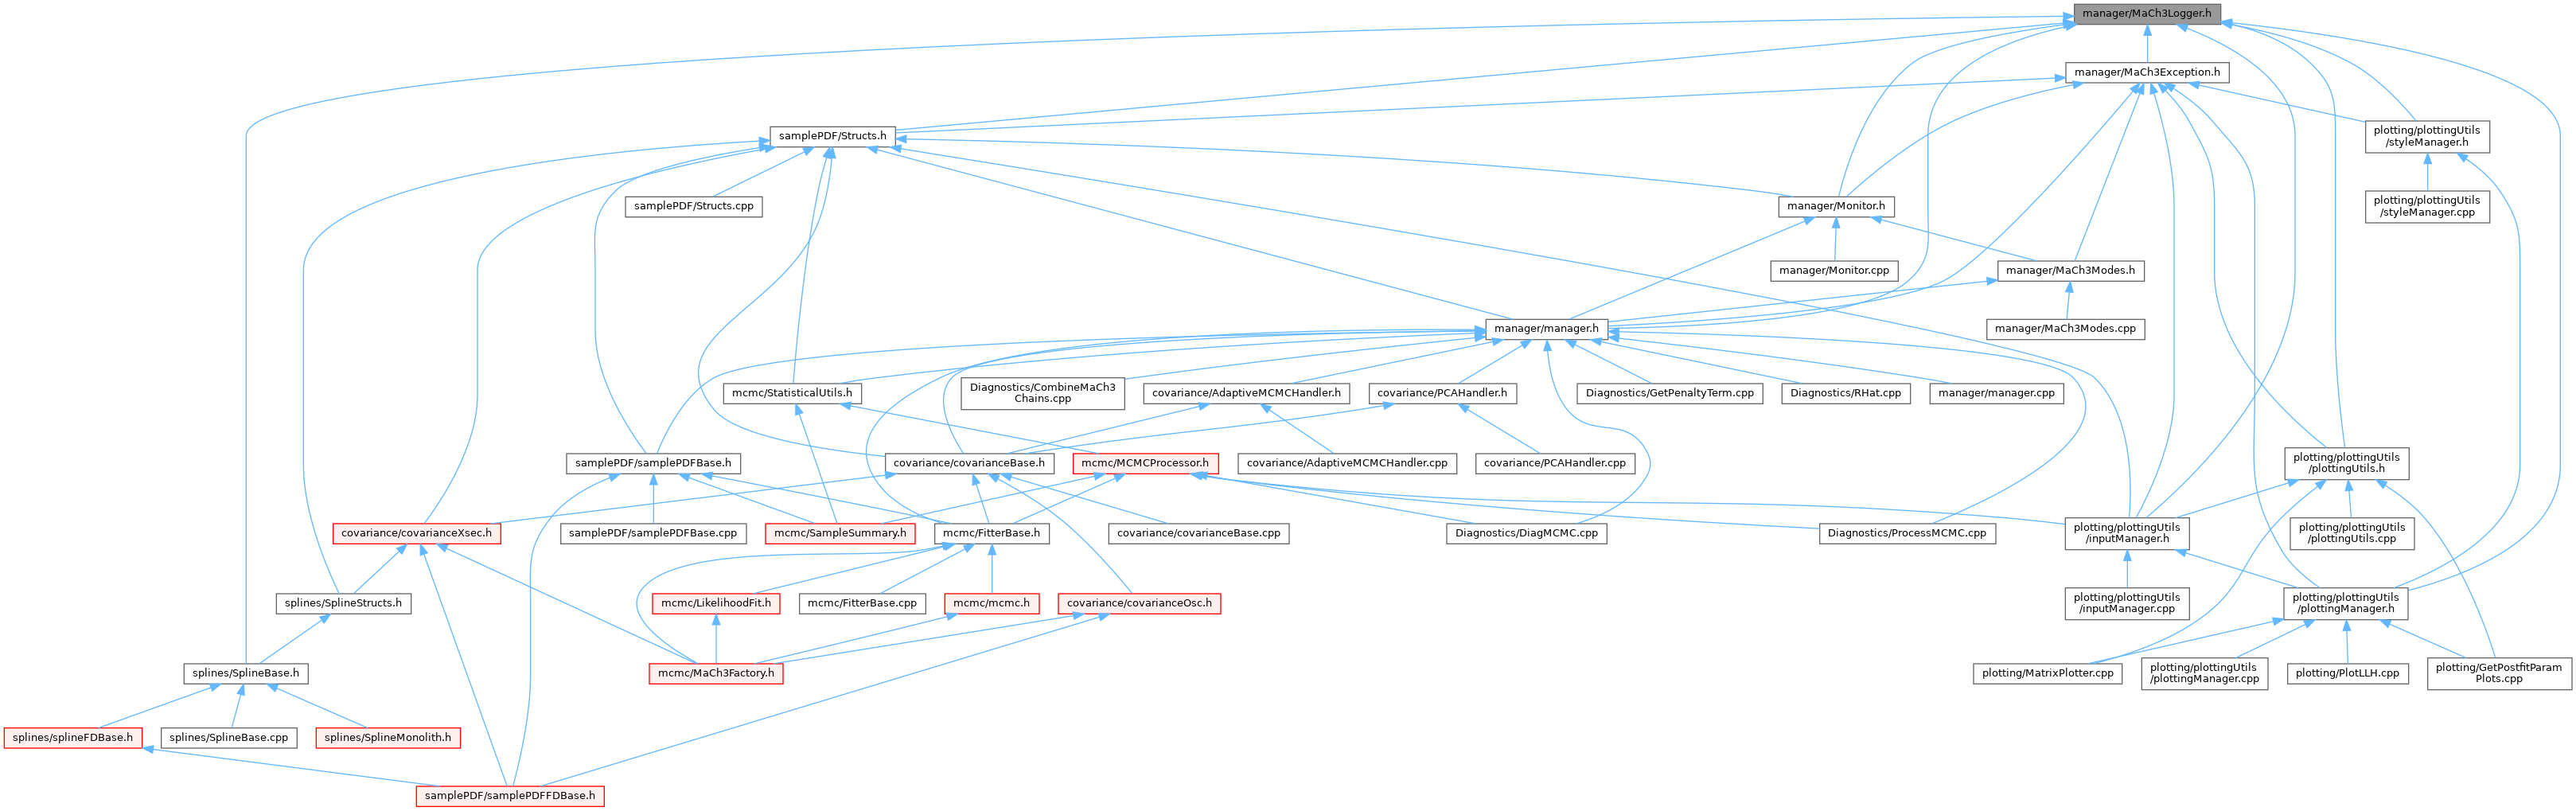 manager/MaCh3Logger.h
manager/MaCh3Exception.h
samplePDF/Structs.h
plotting/plottingUtils
/styleManager.h
samplePDF/Structs.cpp
manager/Monitor.h
plotting/plottingUtils
/styleManager.cpp
manager/Monitor.cpp
manager/MaCh3Modes.h
manager/manager.h
manager/MaCh3Modes.cpp
mcmc/StatisticalUtils.h
Diagnostics/CombineMaCh3
Chains.cpp
covariance/AdaptiveMCMCHandler.h
covariance/PCAHandler.h
Diagnostics/GetPenaltyTerm.cpp
Diagnostics/RHat.cpp
manager/manager.cpp
samplePDF/samplePDFBase.h
covariance/covarianceBase.h
mcmc/MCMCProcessor.h
covariance/AdaptiveMCMCHandler.cpp
covariance/PCAHandler.cpp
plotting/plottingUtils
/plottingUtils.h
covariance/covarianceXsec.h
samplePDF/samplePDFBase.cpp
mcmc/SampleSummary.h
mcmc/FitterBase.h
covariance/covarianceBase.cpp
Diagnostics/DiagMCMC.cpp
Diagnostics/ProcessMCMC.cpp
plotting/plottingUtils
/inputManager.h
plotting/plottingUtils
/plottingUtils.cpp
splines/SplineStructs.h
mcmc/LikelihoodFit.h
mcmc/FitterBase.cpp
mcmc/mcmc.h
covariance/covarianceOsc.h
plotting/plottingUtils
/inputManager.cpp
plotting/plottingUtils
/plottingManager.h
splines/SplineBase.h
mcmc/MaCh3Factory.h
plotting/MatrixPlotter.cpp
plotting/plottingUtils
/plottingManager.cpp
plotting/PlotLLH.cpp
plotting/GetPostfitParam
Plots.cpp
splines/splineFDBase.h
splines/SplineBase.cpp
splines/SplineMonolith.h
samplePDF/samplePDFFDBase.h